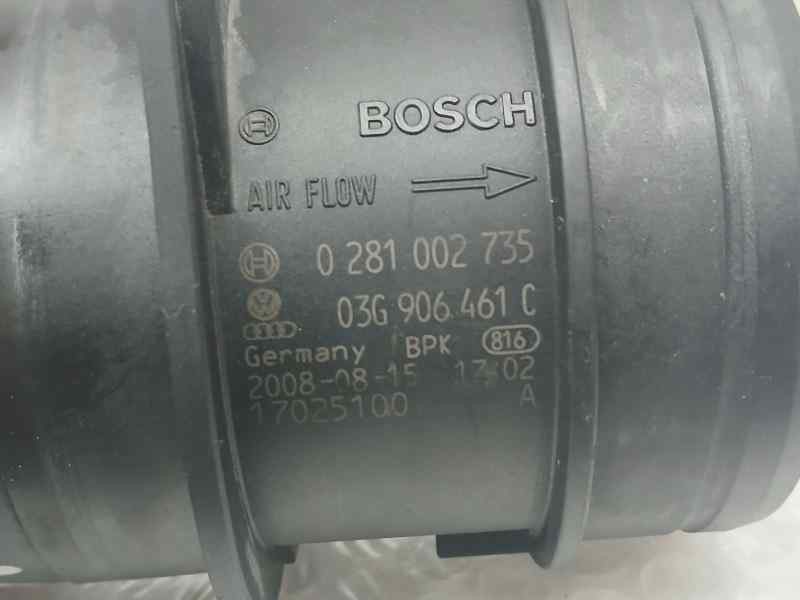 BOSCH
AIR FLOW
0 281 002 735
03G 906 461 C
Germany BPK 816
2008-08-15 17:02
17025100 A